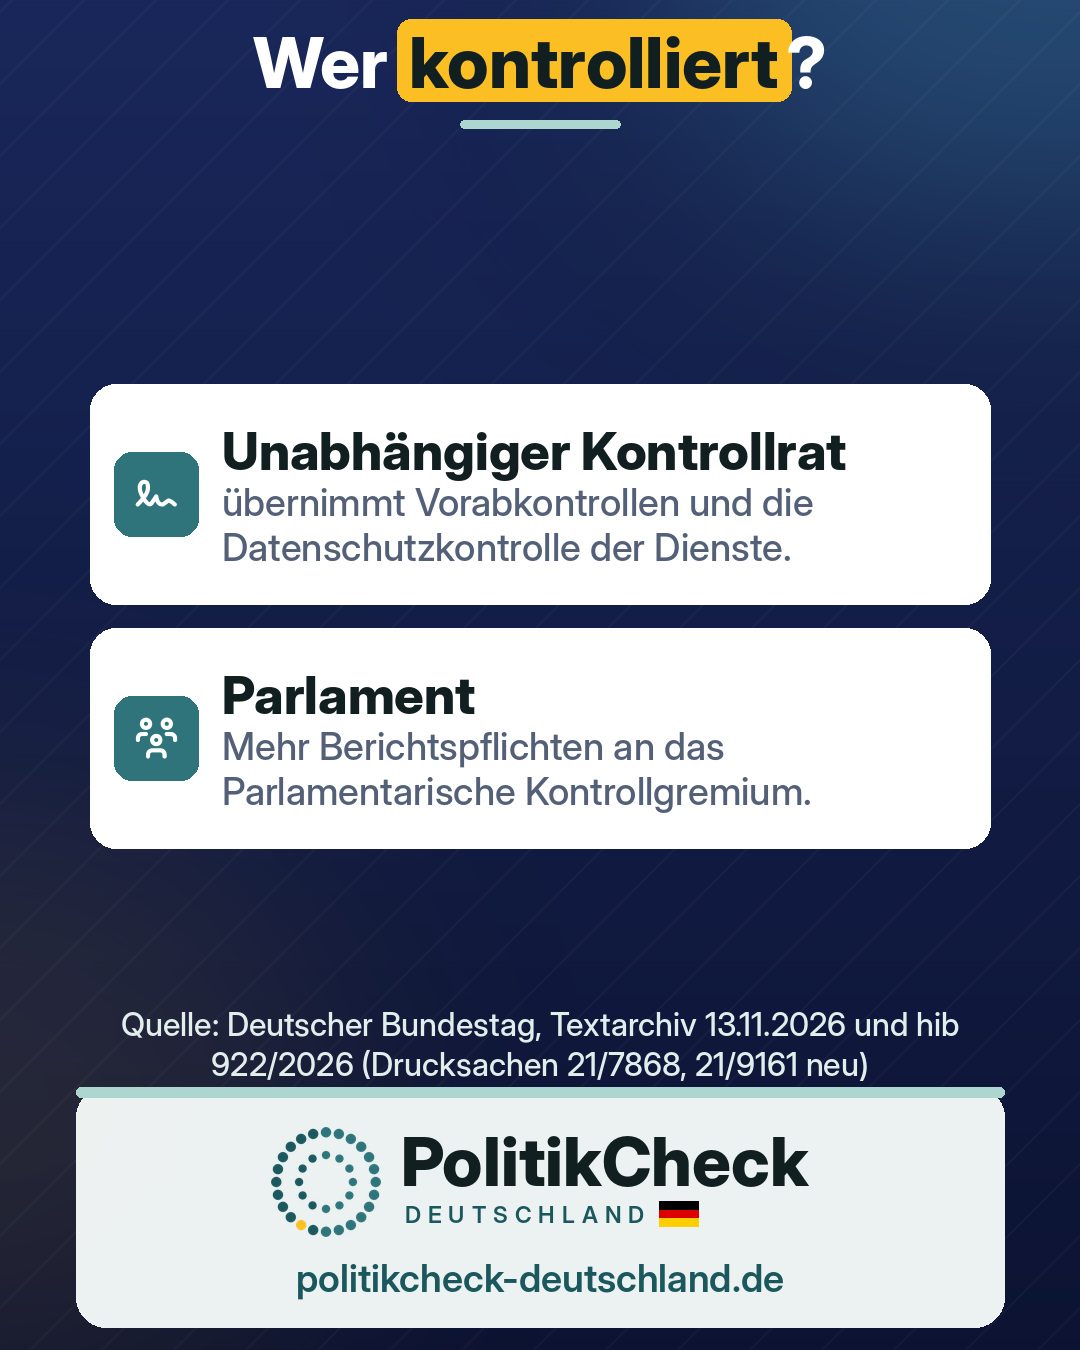 Wer kontrolliert?
Unabhängiger Kontrollrat
übernimmt Vorabkontrollen und die
Datenschutzkontrolle der Dienste.
Parlament
Mehr Berichtspflichten an das
Parlamentarische Kontrollgremium.
Quelle: Deutscher Bundestag, Textarchiv 13.11.2026 und hib
922/2026 (Drucksachen 21/7868, 21/9161 neu)
PolitikCheck
DEUTSCHLAND
politikcheck-deutschland.de